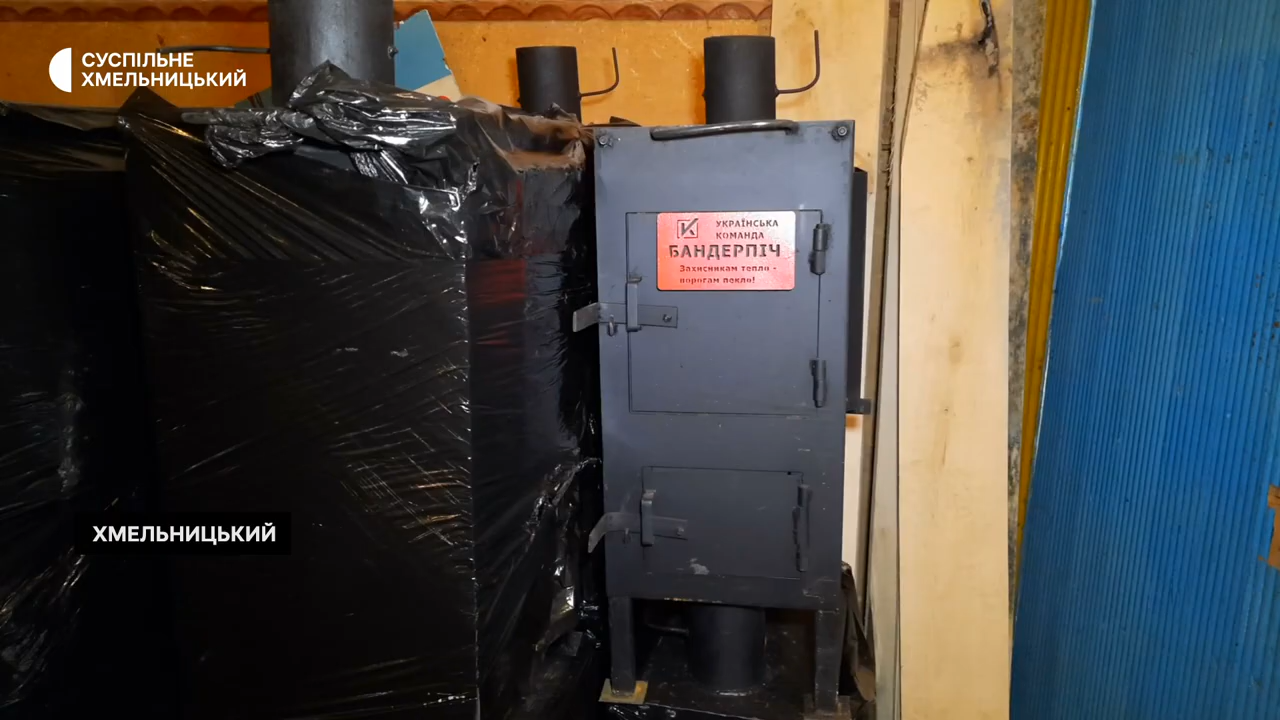 СУСПІЛЬНЕ
ХМЕЛЬНИЦЬКИЙ
УКРАЇНСЬКА
КОМАНДА
БАНДЕРПІЧ
Захисникам тепло -
ворогам пекло!
ХМЕЛЬНИЦЬКИЙ